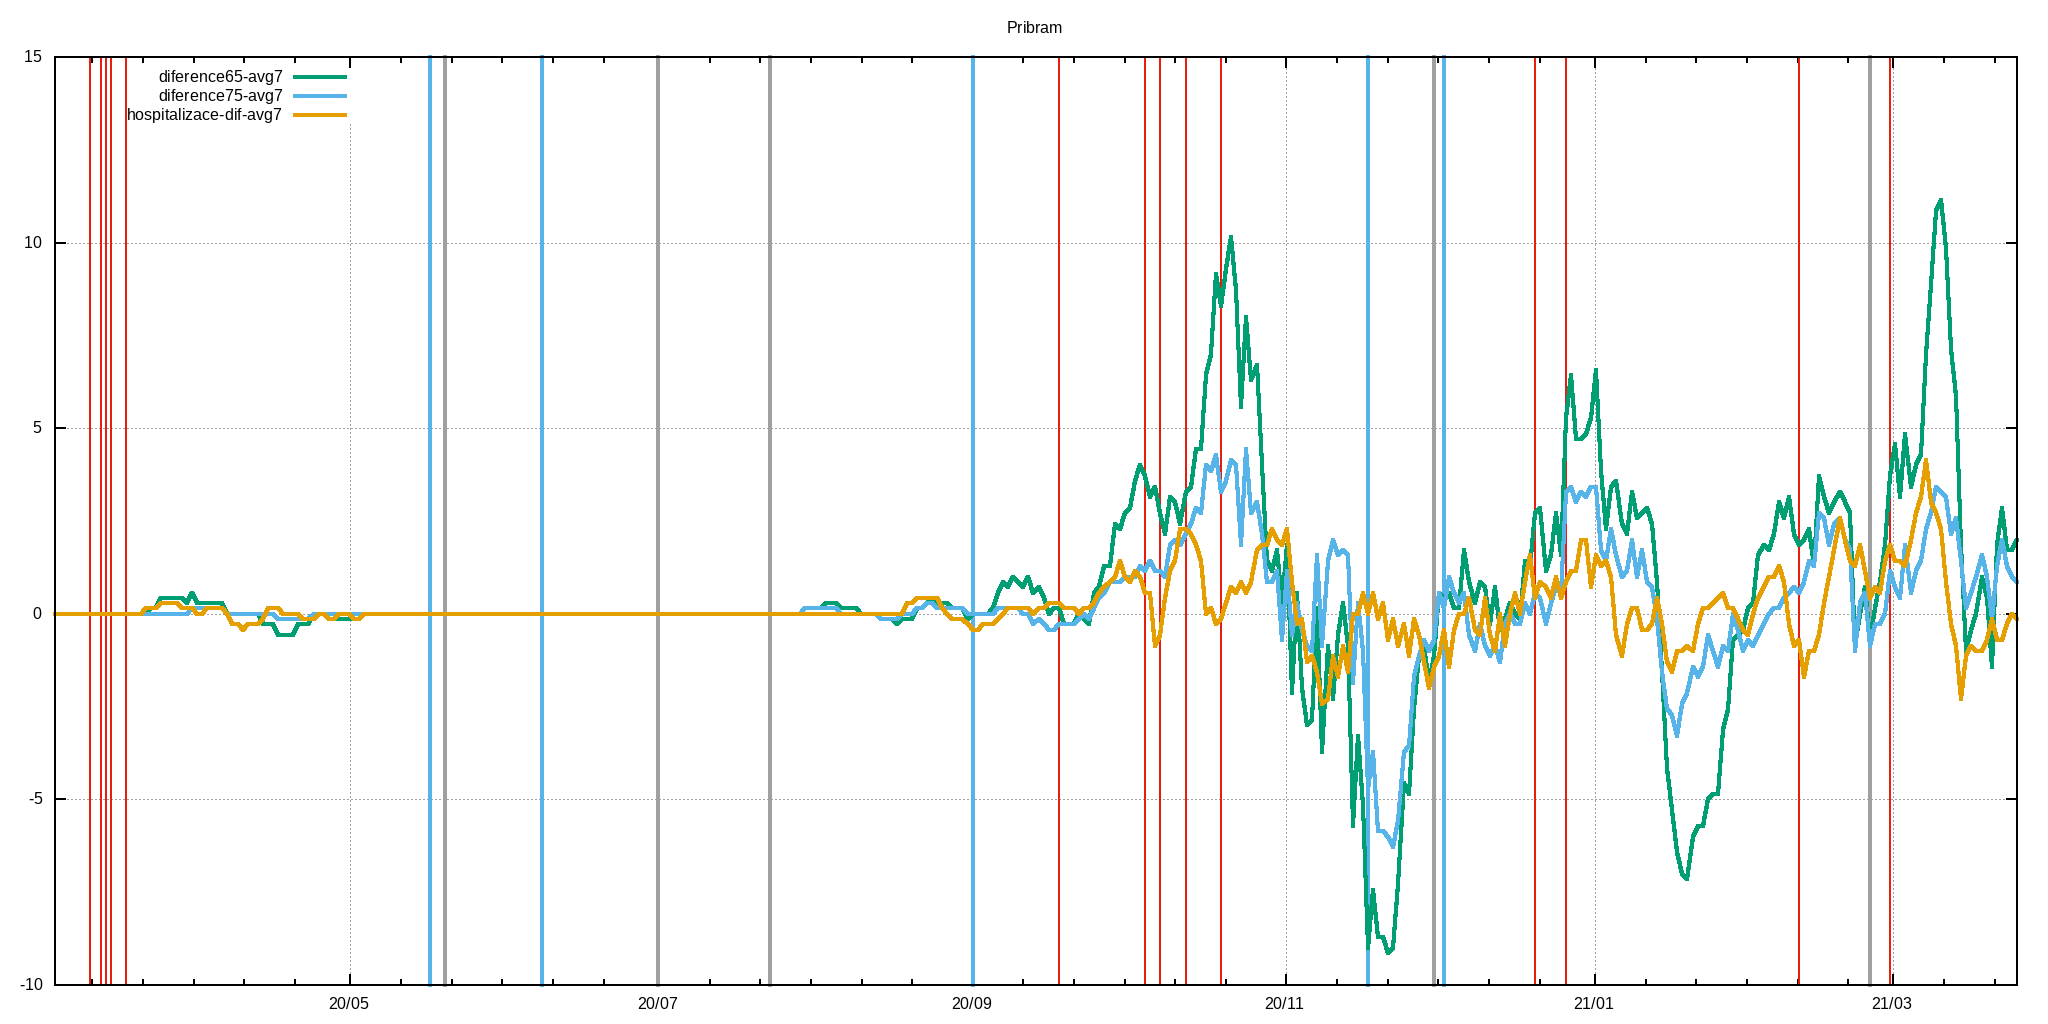 Pribram
15
diference65-avg7
diference75-avg7
hospitalizace-dif-avg7
10
5
0
-5
-10
20/05 20/07 20/09 20/11 21/01 21/03